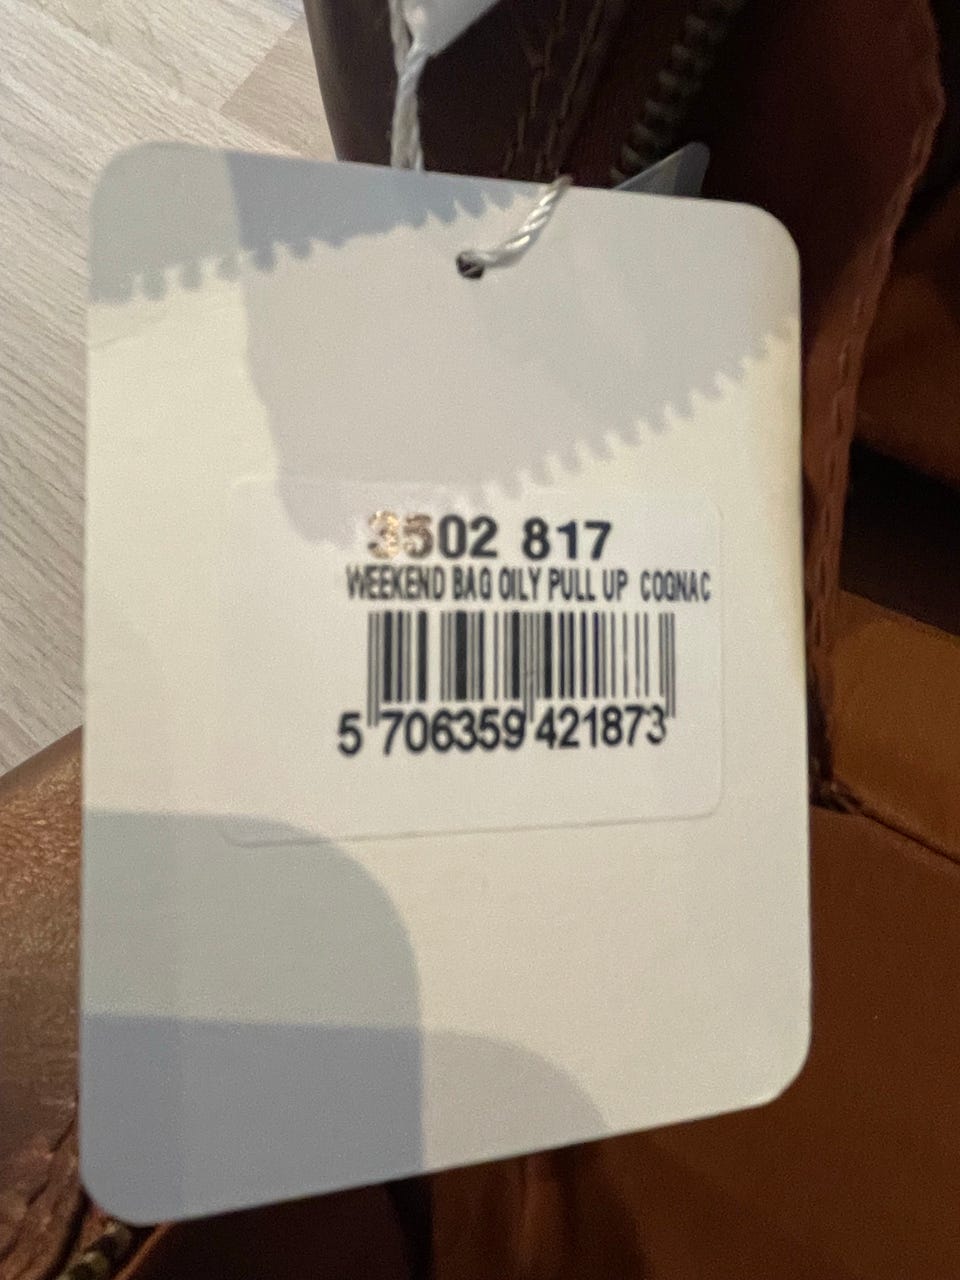 3502 817
WEEKEND BAG OILY PULL UP COGNAC
5 706359 421873